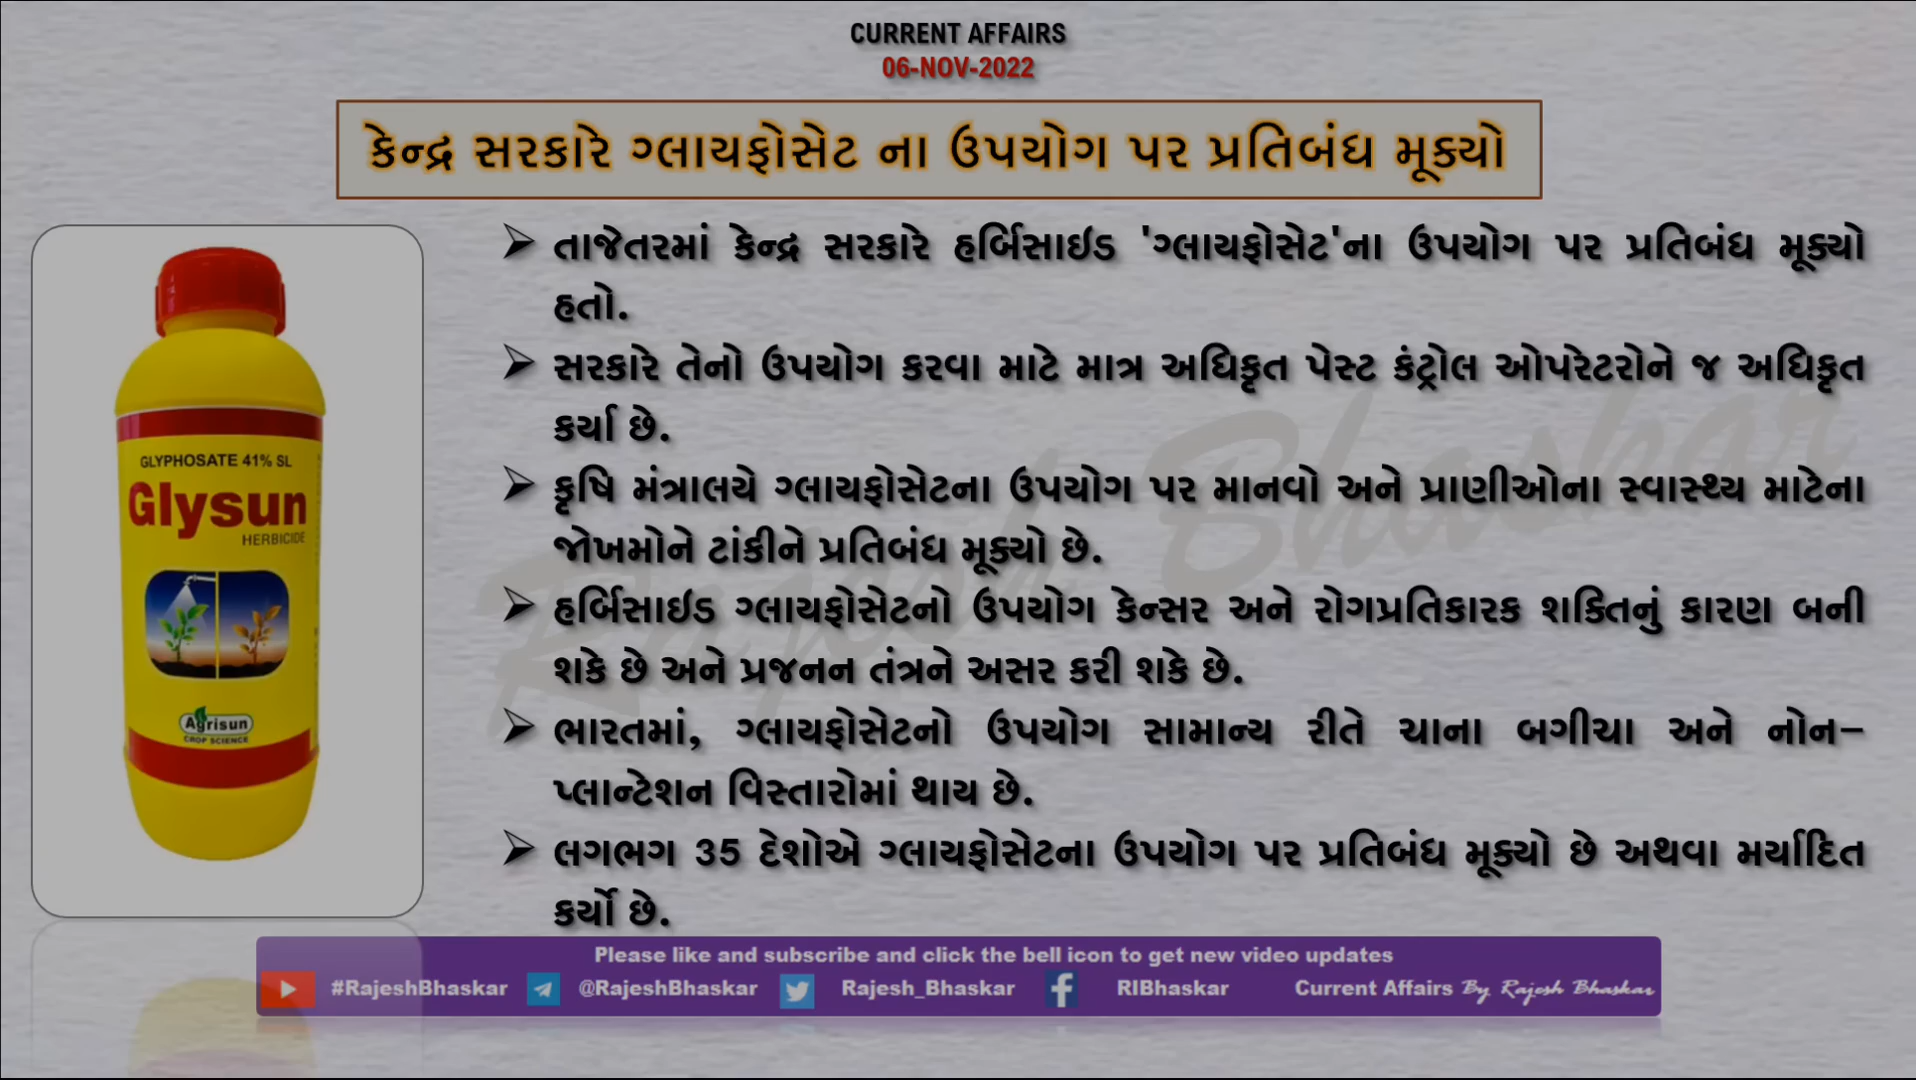 CURRENT AFFAIRS
06-NOV-2022
કેન્દ્ર સરકારે ગ્લાયફોસેટ ના ઉપયોગ પર પ્રતિબંધ મૂક્યો
➢ તાજેતરમાં કેન્દ્ર સરકારે હર્બિસાઇડ 'ગ્લાયફોસેટ'ના ઉપયોગ પર પ્રતિબંધ મૂક્યો
હતો.
➢ સરકારે તેનો ઉપયોગ કરવા માટે માત્ર અધિકૃત પેસ્ટ કંટ્રોલ ઓપરેટરોને જ અધિકૃત
કર્યા છે.
➢ કૃષિ મંત્રાલયે ગ્લાયફોસેટના ઉપયોગ પર માનવો અને પ્રાણીઓના સ્વાસ્થ્ય માટેના
જોખમોને ટાંકીને પ્રતિબંધ મૂક્યો છે.
➢ હર્બિસાઇડ ગ્લાયફોસેટનો ઉપયોગ કેન્સર અને રોગપ્રતિકારક શક્તિનું કારણ બની
શકે છે અને પ્રજનન તંત્રને અસર કરી શકે છે.
➢ ભારતમાં, ગ્લાયફોસેટનો ઉપયોગ સામાન્ય રીતે ચાના બગીચા અને નોન-
પ્લાન્ટેશન વિસ્તારોમાં થાય છે.
➢ લગભગ 35 દેશોએ ગ્લાયફોસેટના ઉપયોગ પર પ્રતિબંધ મૂક્યો છે અથવા મર્યાદિત
કર્યો છે.
GLYPHOSATE 41% SL
Glysun
HERBICIDE
Agrisun
CROP SCIENCE
Rajesh Bhaskar
Please like and subscribe and click the bell icon to get new video updates
#RajeshBhaskar @RajeshBhaskar Rajesh_Bhaskar RIBhaskar Current Affairs By Rajesh Bhaskar